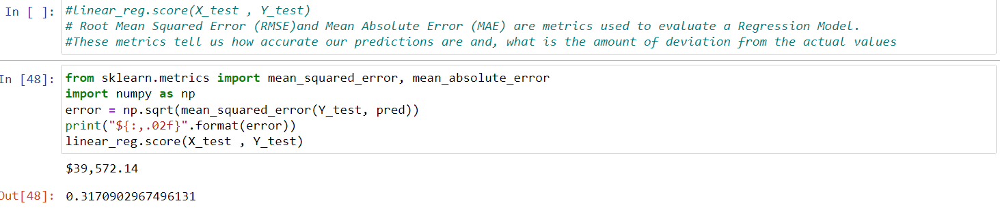 In [ ]: #linear_reg.score(X_test , Y_test)
# Root Mean Squared Error (RMSE)and Mean Absolute Error (MAE) are metrics used to evaluate a Regression Model.
#These metrics tell us how accurate our predictions are and, what is the amount of deviation from the actual values
In [48]: from sklearn.metrics import mean_squared_error, mean_absolute_error
import numpy as np
error = np.sqrt(mean_squared_error(Y_test, pred))
print("${:,.02f}".format(error))
linear_reg.score(X_test , Y_test)
$39,572.14
Out[48]: 0.3170902967496131